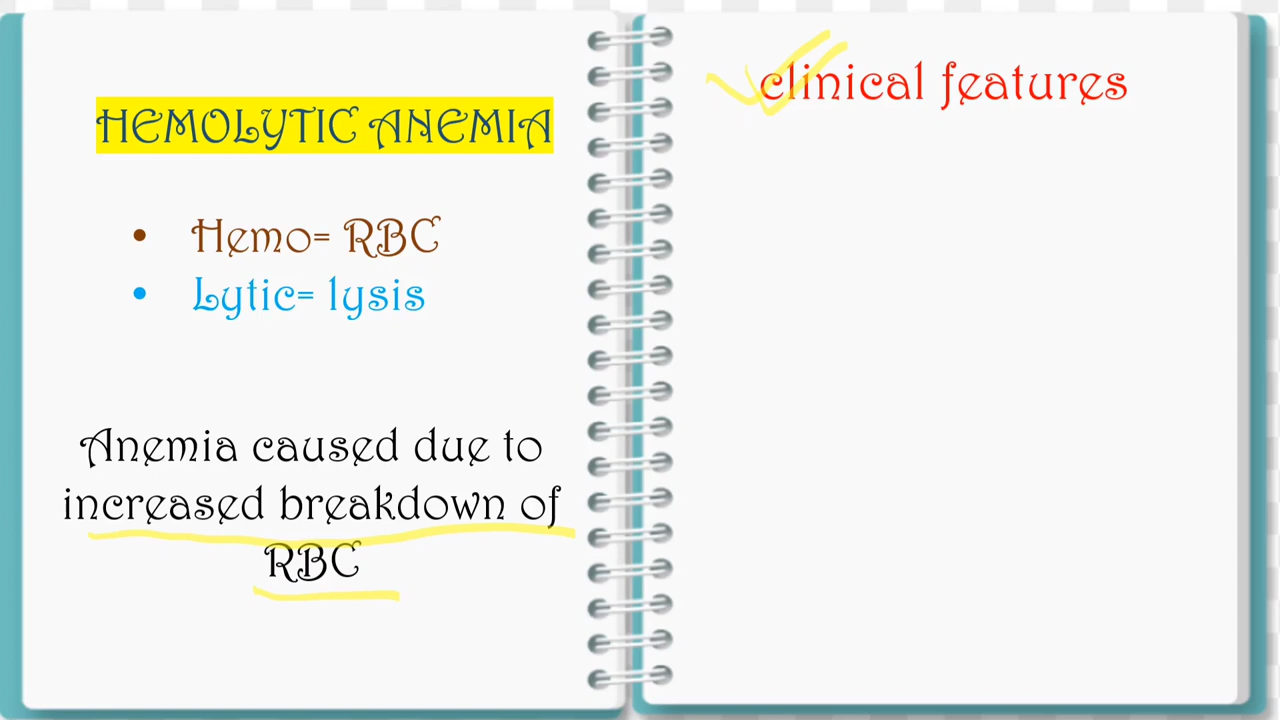 HEMOLYTIC ANEMIA
• Hemo= RBC
• Lytic= lysis
Anemia caused due to
increased breakdown of
RBC
clinical features